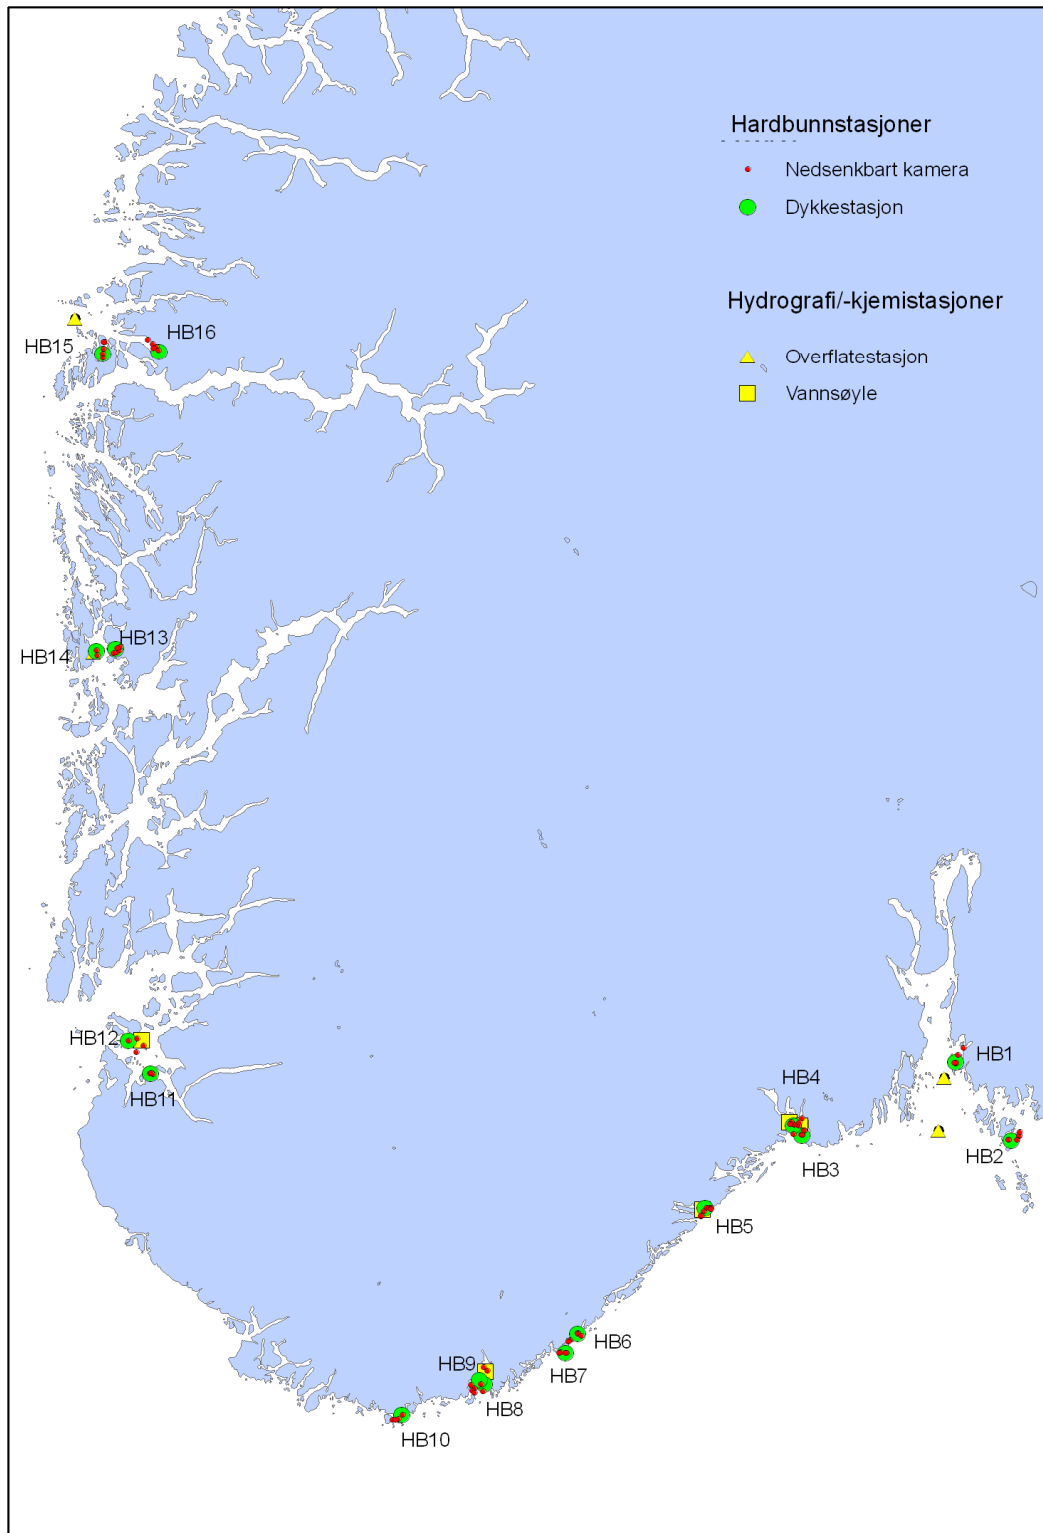 Hardbunnstasjoner
Nedsenkbart kamera
Dykkestasjon
Hydrografi/-kjemistasjoner
Overflatestasjon
Vannsøyle
HB16
HB15
HB13
HB14
HB12
HB11
HB1
HB4
HB2
HB3
HB5
HB6
HB9
HB7
HB8
HB10